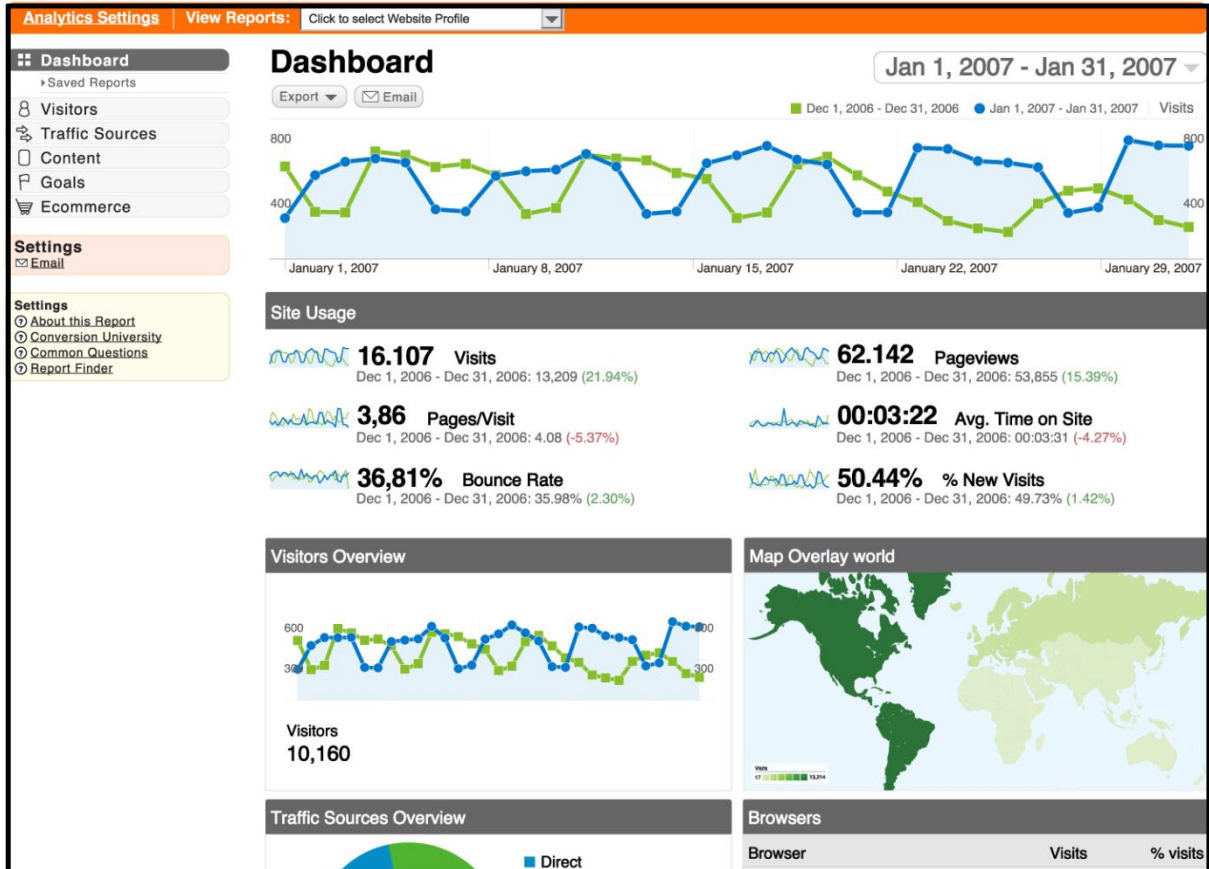 Analytics Settings View Reports: Click to select Website Profile
Dashboard
Saved Reports
Visitors
Traffic Sources
Content
Goals
Ecommerce
Settings
Email
Settings
About this Report
Conversion University
Common Questions
Report Finder
Dashboard
Jan 1, 2007 - Jan 31, 2007
Export Email
Dec 1, 2006 - Dec 31, 2006 Jan 1, 2007 - Jan 31, 2007 Visits
800 800
400 400
January 1, 2007 January 8, 2007 January 15, 2007 January 22, 2007 January 29, 2007
Site Usage
16.107 Visits
Dec 1, 2006 - Dec 31, 2006: 13,209 (21.94%)
62.142 Pageviews
Dec 1, 2006 - Dec 31, 2006: 53,855 (15.39%)
3,86 Pages/Visit
Dec 1, 2006 - Dec 31, 2006: 4.08 (-5.37%)
00:03:22 Avg. Time on Site
Dec 1, 2006 - Dec 31, 2006: 00:03:31 (-4.27%)
36,81% Bounce Rate
Dec 1, 2006 - Dec 31, 2006: 35.98% (2.30%)
50.44% % New Visits
Dec 1, 2006 - Dec 31, 2006: 49.73% (1.42%)
Visitors Overview
600 600
300 300
Visitors
10,160
Map Overlay world
Visits
17 13,214
Traffic Sources Overview
Direct
Browsers
Browser Visits % visits